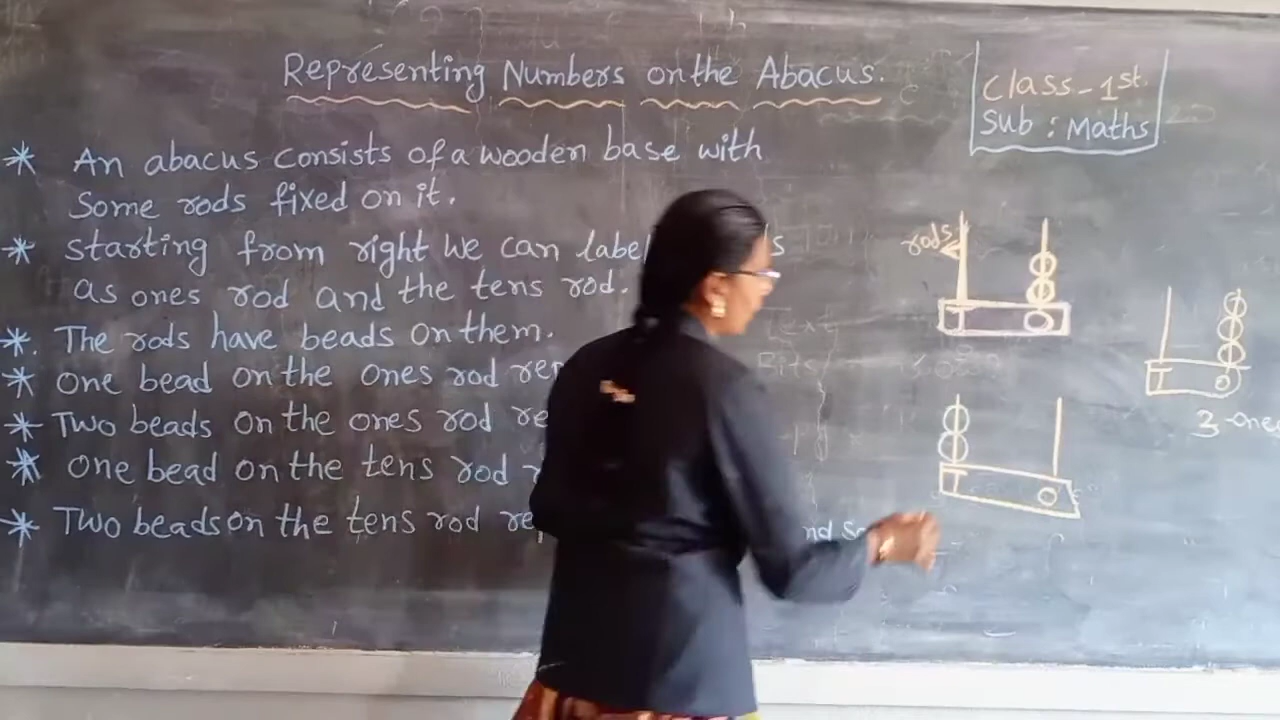 Representing Numbers on the Abacus.
Class - 1st.
Sub : Maths
* An abacus consists of a wooden base with
Some rods fixed on it.
* starting from right we can label
as ones rod and the tens rod.
*. The rods have beads on them.
* One bead on the ones rod
* Two beads on the ones rod
* One bead on the tens rod
* Two beads on the tens rod
rods
T O
T O
3-ones
T O